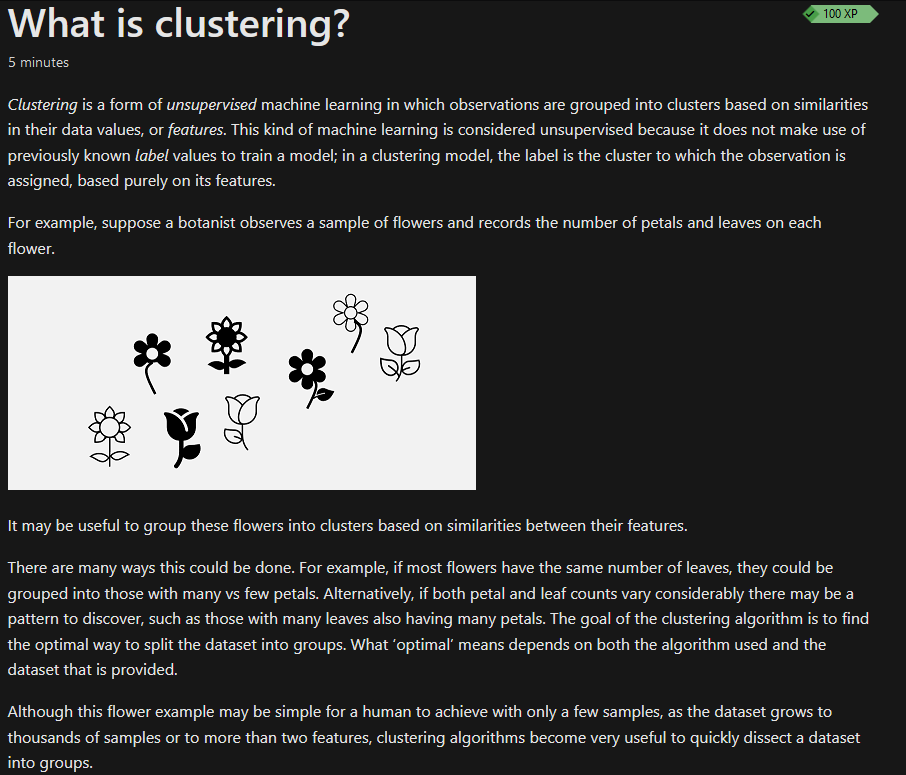 What is clustering?
100 XP
5 minutes
Clustering is a form of unsupervised machine learning in which observations are grouped into clusters based on similarities
in their data values, or features. This kind of machine learning is considered unsupervised because it does not make use of
previously known label values to train a model; in a clustering model, the label is the cluster to which the observation is
assigned, based purely on its features.
For example, suppose a botanist observes a sample of flowers and records the number of petals and leaves on each
flower.
It may be useful to group these flowers into clusters based on similarities between their features.
There are many ways this could be done. For example, if most flowers have the same number of leaves, they could be
grouped into those with many vs few petals. Alternatively, if both petal and leaf counts vary considerably there may be a
pattern to discover, such as those with many leaves also having many petals. The goal of the clustering algorithm is to find
the optimal way to split the dataset into groups. What ‘optimal’ means depends on both the algorithm used and the
dataset that is provided.
Although this flower example may be simple for a human to achieve with only a few samples, as the dataset grows to
thousands of samples or to more than two features, clustering algorithms become very useful to quickly dissect a dataset
into groups.